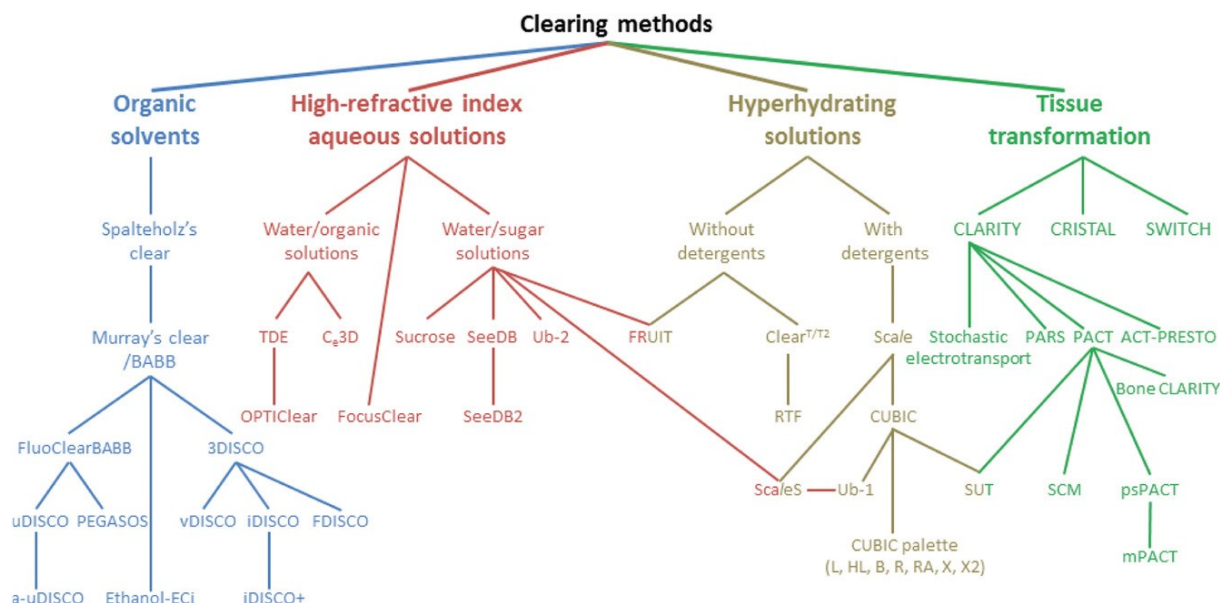 Clearing methods
Organic
solvents
High-refractive index
aqueous solutions
Hyperhydrating
solutions
Tissue
transformation
Spalteholz's
clear
Water/organic
solutions
Water/sugar
solutions
Without
detergents
With
detergents
CLARITY
CRISTAL
SWITCH
Murray's clear
/BABB
TDE
Ce3D
Sucrose
SeeDB
Ub-2
FRUIT
ClearT/T2
Scale
Stochastic
electrotransport
PARS
PACT
ACT-PRESTO
Bone CLARITY
OPTIClear
FocusClear
SeeDB2
RTF
CUBIC
FluoClearBABB
3DISCO
ScaleS
Ub-1
SUT
SCM
psPACT
uDISCO
PEGASOS
vDISCO
iDISCO
FDISCO
CUBIC palette
(L, HL, B, R, RA, X, X2)
mPACT
a-uDISCO
Ethanol-ECi
iDISCO+